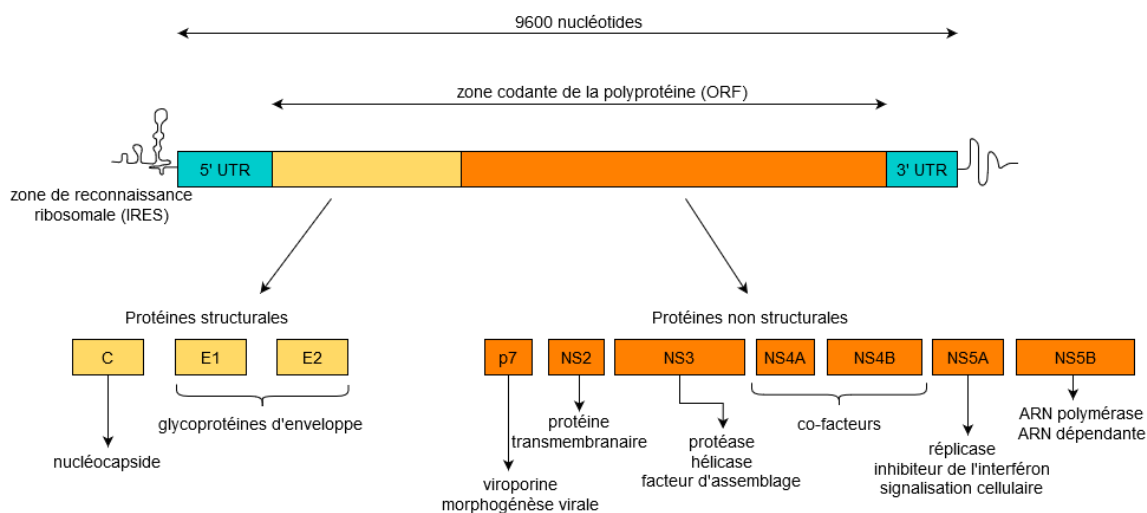 9600 nucléotides
zone codante de la polyprotéine (ORF)
5' UTR
3' UTR
zone de reconnaissance
ribosomale (IRES)
Protéines structurales
Protéines non structurales
C
E1
E2
p7
NS2
NS3
NS4A
NS4B
NS5A
NS5B
glycoprotéines d'enveloppe
nucléocapside
protéine
transmembranaire
viroporine
morphogénèse virale
protéase
hélicase
facteur d'assemblage
co-facteurs
réplicase
inhibiteur de l'interféron
signalisation cellulaire
ARN polymérase
ARN dépendante